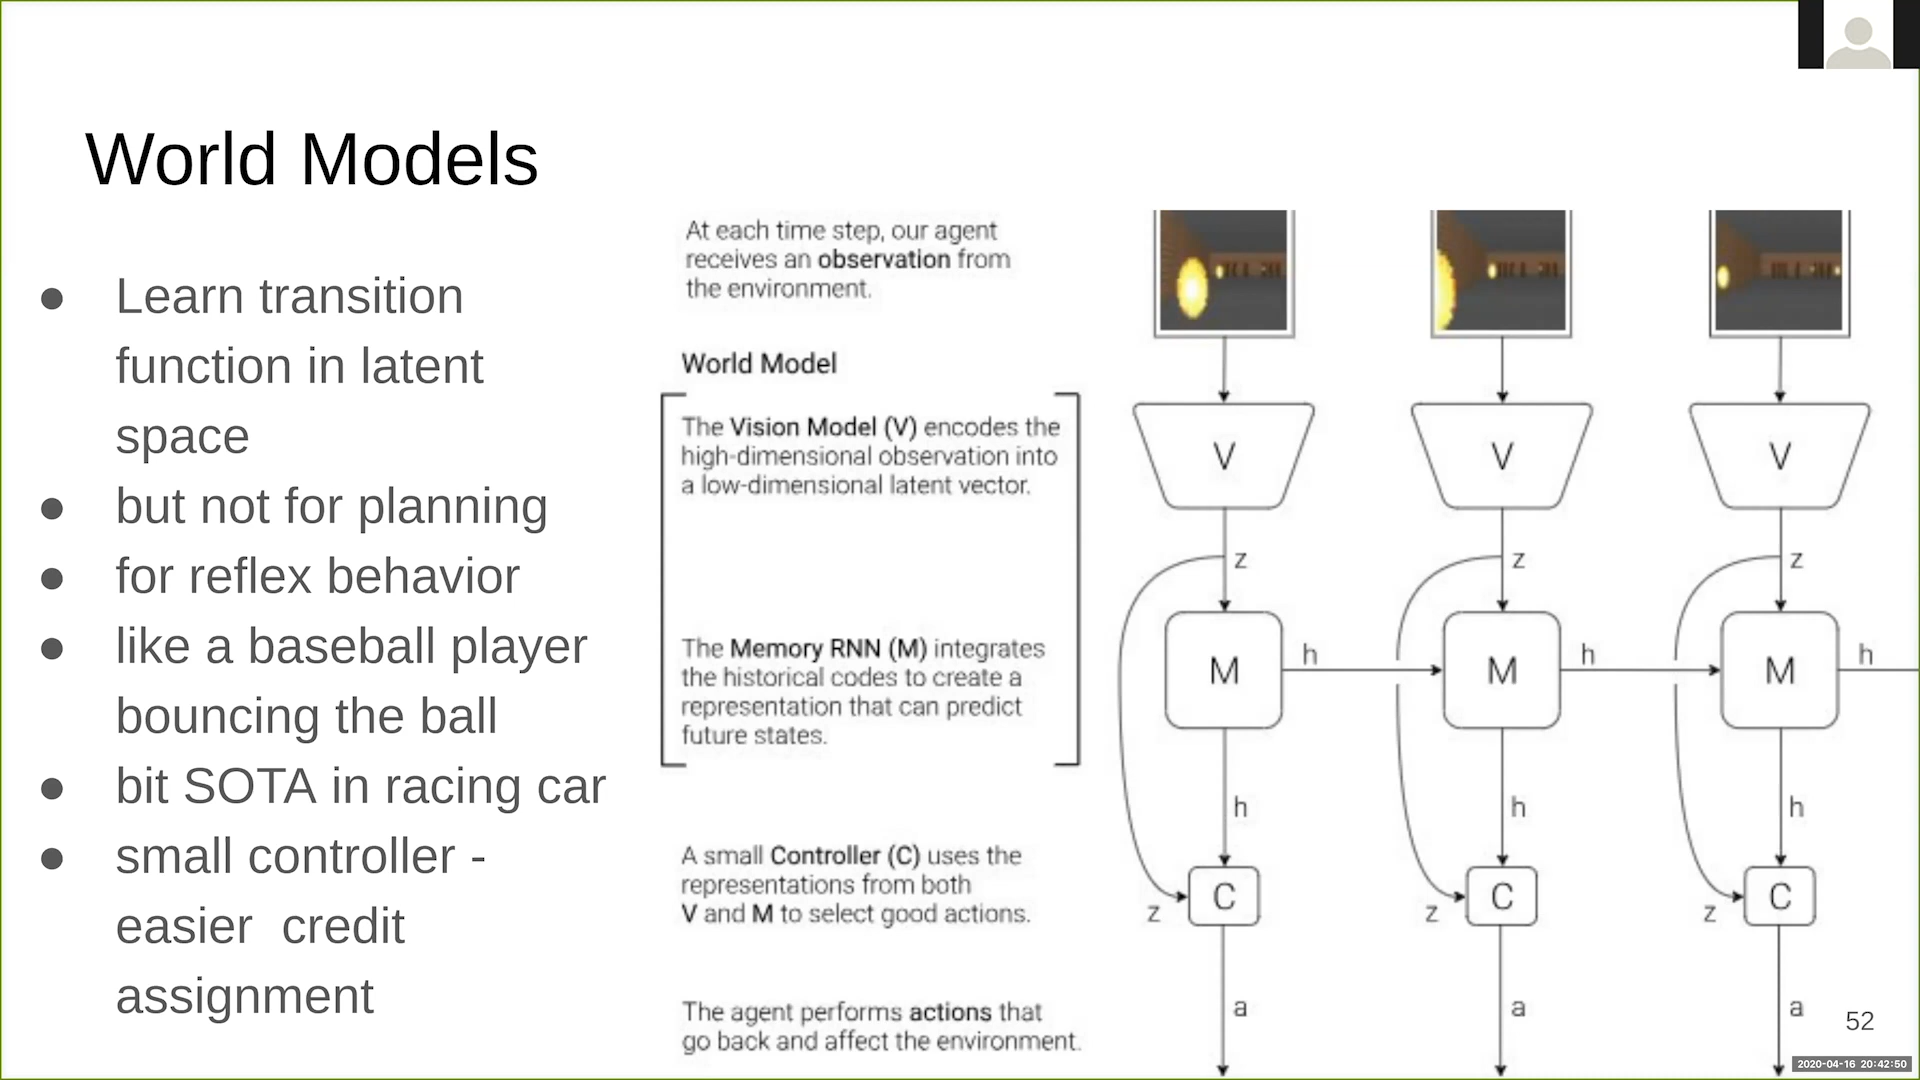 World Models
● Learn transition
function in latent
space
● but not for planning
● for reflex behavior
● like a baseball player
bouncing the ball
● bit SOTA in racing car
● small controller -
easier  credit
assignment
At each time step, our agent
receives an observation from
the environment.
World Model
The Vision Model (V) encodes the
high-dimensional observation into
a low-dimensional latent vector.
The Memory RNN (M) integrates
the historical codes to create a
representation that can predict
future states.
A small Controller (C) uses the
representations from both
V and M to select good actions.
The agent performs actions that
go back and affect the environment.
V V V
z z z
h h h
M M M
h h h
C C C
z z z
a a a
52
2020-04-16 20:42:50